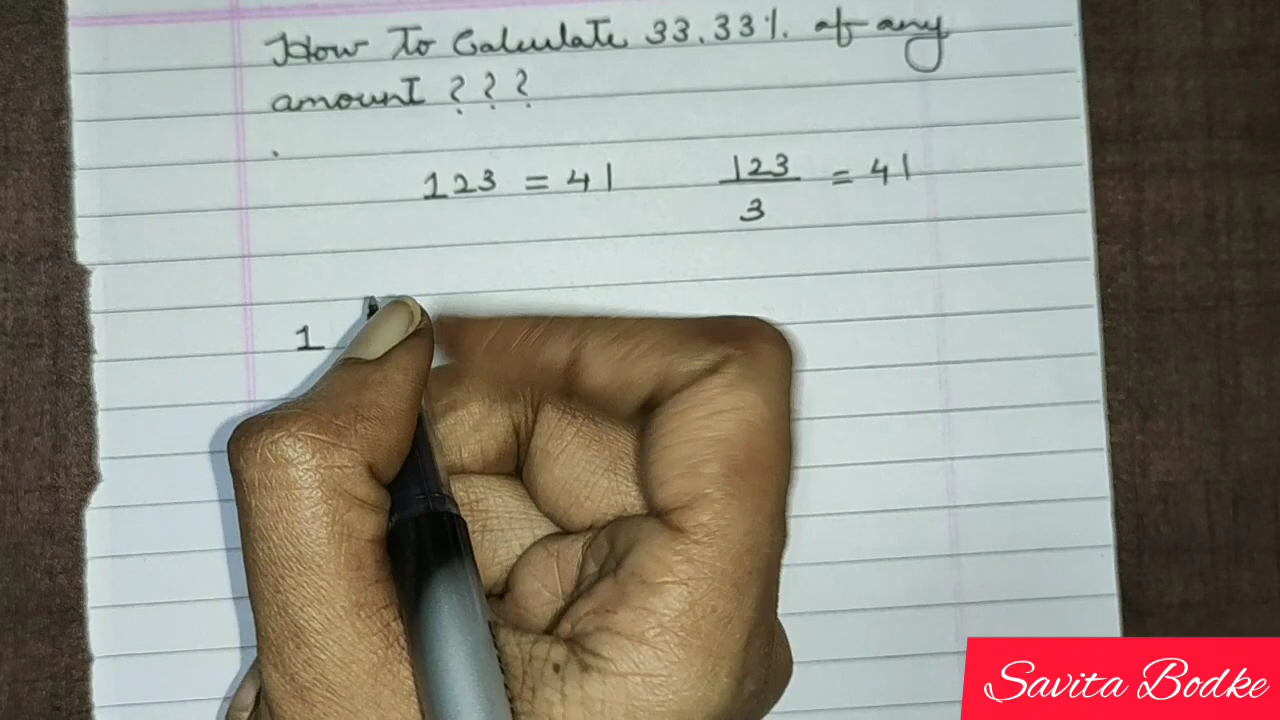 How To Calculate 33.33% of any
amount ? ? ?
.
123 = 41 123/3 = 41
1
Savita Bodke